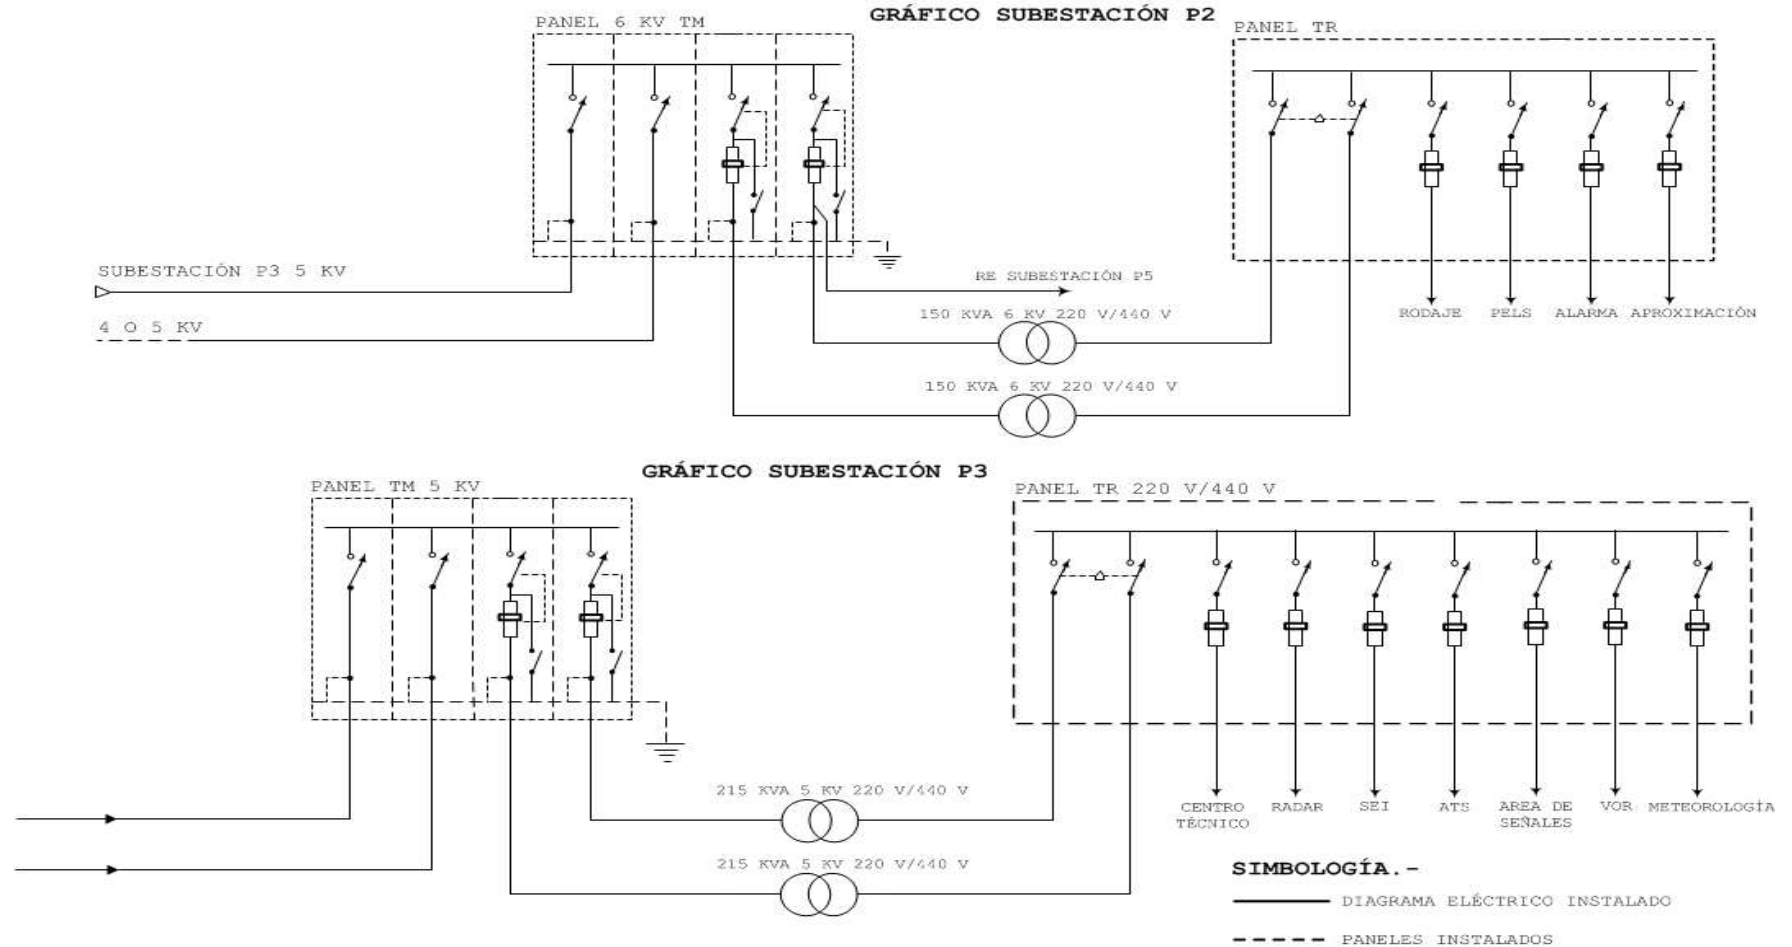 GRÁFICO SUBESTACIÓN P2
PANEL 6 KV TM
PANEL TR
SUBESTACIÓN P3 5 KV
4 O 5 KV
RE SUBESTACIÓN P5
150 KVA 6 KV 220 V/440 V
150 KVA 6 KV 220 V/440 V
RODAJE PELS ALARMA APROXIMACIÓN
GRÁFICO SUBESTACIÓN P3
PANEL TM 5 KV
PANEL TR 220 V/440 V
215 KVA 5 KV 220 V/440 V
215 KVA 5 KV 220 V/440 V
CENTRO TÉCNICO
RADAR
SEI
ATS
AREA DE SEÑALES
VOR
METEOROLOGÍA
SIMBOLOGÍA.-
DIAGRAMA ELÉCTRICO INSTALADO
PANELES INSTALADOS